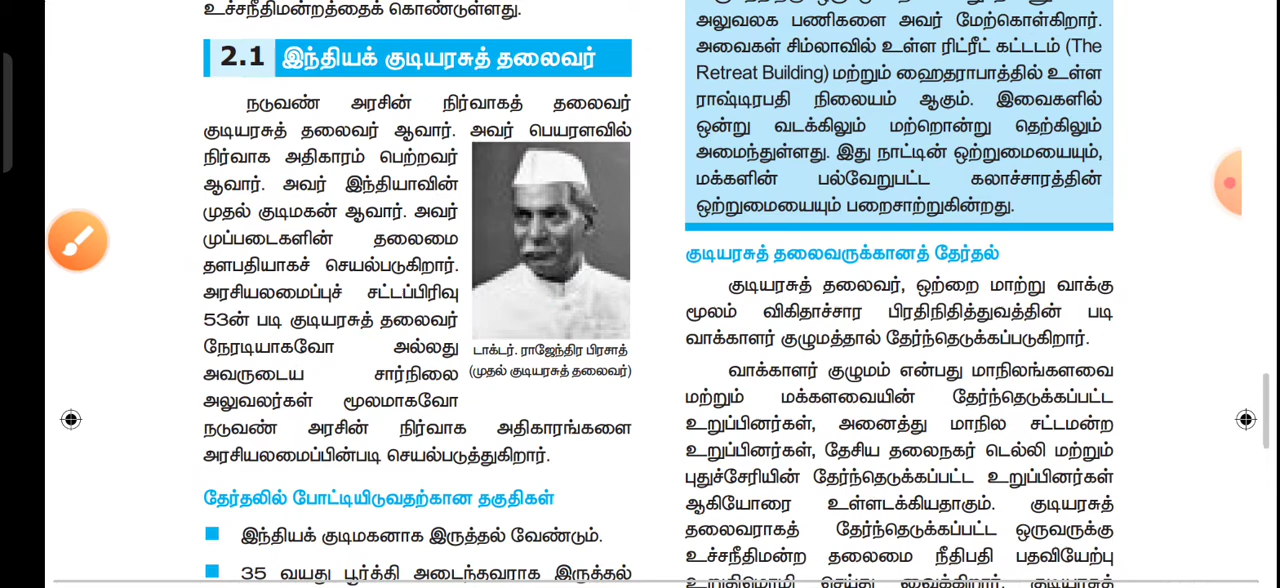 உச்சநீதிமன்றத்தைக் கொண்டுள்ளது.
2.1 இந்தியக் குடியரசுத் தலைவர்
நடுவண் அரசின் நிர்வாகத் தலைவர்
குடியரசுத் தலைவர் ஆவார். அவர் பெயரளவில்
நிர்வாக அதிகாரம் பெற்றவர்
ஆவார். அவர் இந்தியாவின்
முதல் குடிமகன் ஆவார். அவர்
முப்படைகளின் தலைமை
தளபதியாகச் செயல்படுகிறார்.
அரசியலமைப்புச் சட்டப்பிரிவு
53ன் படி குடியரசுத் தலைவர்
நேரடியாகவோ அல்லது
அவருடைய சார்நிலை
அலுவலர்கள் மூலமாகவோ
நடுவண் அரசின் நிர்வாக அதிகாரங்களை
அரசியலமைப்பின்படி செயல்படுத்துகிறார்.
டாக்டர். ராஜேந்திர பிரசாத்
(முதல் குடியரசுத் தலைவர்)
தேர்தலில் போட்டியிடுவதற்கான தகுதிகள்
இந்தியக் குடிமகனாக இருத்தல் வேண்டும்.
35 வயது பூர்த்தி அடைந்தவராக இருத்தல்
அலுவலக பணிகளை அவர் மேற்கொள்கிறார்.
அவைகள் சிம்லாவில் உள்ள ரிட்ரீட் கட்டடம் (The
Retreat Building) மற்றும் ஹைதராபாத்தில் உள்ள
ராஷ்டிரபதி நிலையம் ஆகும். இவைகளில்
ஒன்று வடக்கிலும் மற்றொன்று தெற்கிலும்
அமைந்துள்ளது. இது நாட்டின் ஒற்றுமையையும்,
மக்களின் பல்வேறுபட்ட கலாச்சாரத்தின்
ஒற்றுமையையும் பறைசாற்றுகின்றது.
குடியரசுத் தலைவருக்கானத் தேர்தல்
குடியரசுத் தலைவர், ஒற்றை மாற்று வாக்கு
மூலம் விகிதாச்சார பிரதிநிதித்துவத்தின் படி
வாக்காளர் குழுமத்தால் தேர்ந்தெடுக்கப்படுகிறார்.
வாக்காளர் குழுமம் என்பது மாநிலங்களவை
மற்றும் மக்களவையின் தேர்ந்தெடுக்கப்பட்ட
உறுப்பினர்கள், அனைத்து மாநில சட்டமன்ற
உறுப்பினர்கள், தேசிய தலைநகர் டெல்லி மற்றும்
புதுச்சேரியின் தேர்ந்தெடுக்கப்பட்ட உறுப்பினர்கள்
ஆகியோரை உள்ளடக்கியதாகும். குடியரசுத்
தலைவராகத் தேர்ந்தெடுக்கப்பட்ட ஒருவருக்கு
உச்சநீதிமன்ற தலைமை நீதிபதி பதவியேற்பு
உறுதிமொழி செய்து வைக்கிறார். குடியரசுத்